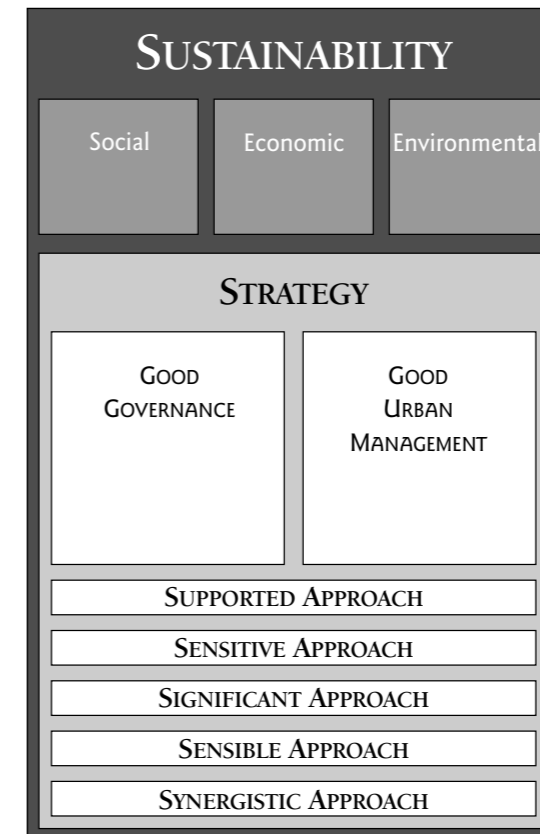 SUSTAINABILITY
Social
Economic
Environmental
STRATEGY
GOOD
GOVERNANCE
GOOD
URBAN
MANAGEMENT
SUPPORTED APPROACH
SENSITIVE APPROACH
SIGNIFICANT APPROACH
SENSIBLE APPROACH
SYNERGISTIC APPROACH